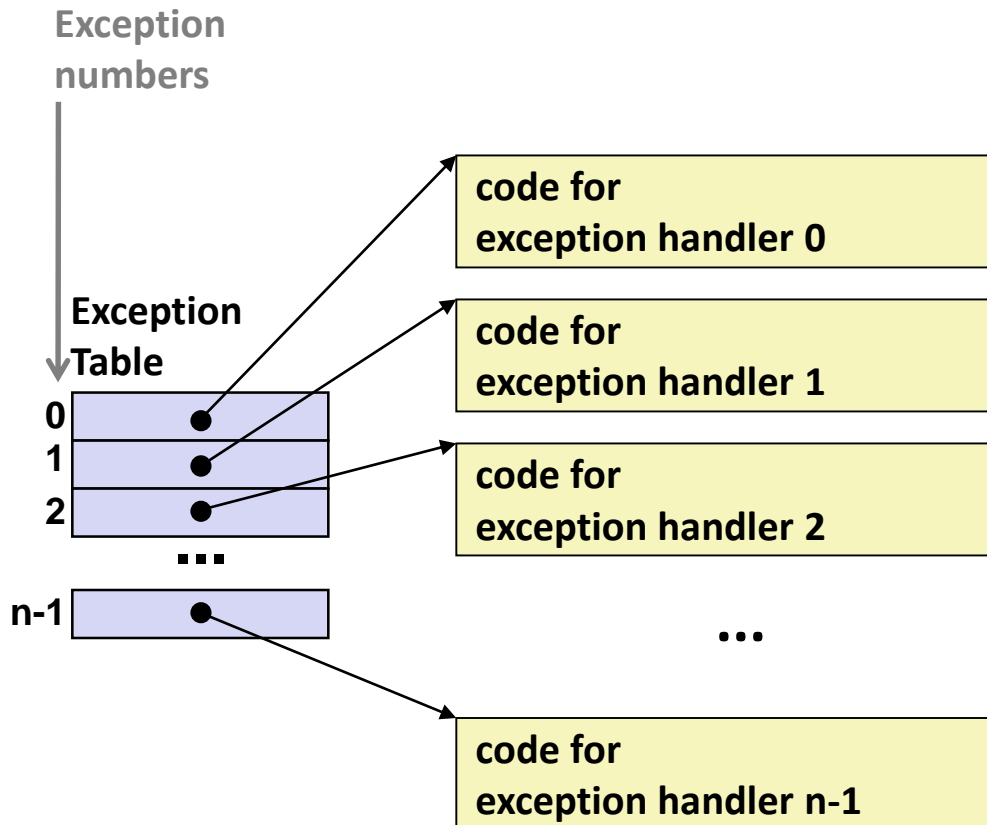 Exception
numbers
code for
exception handler 0
Exception
Table
code for
exception handler 1
0
1
2
code for
exception handler 2
...
n-1
...
code for
exception handler n-1